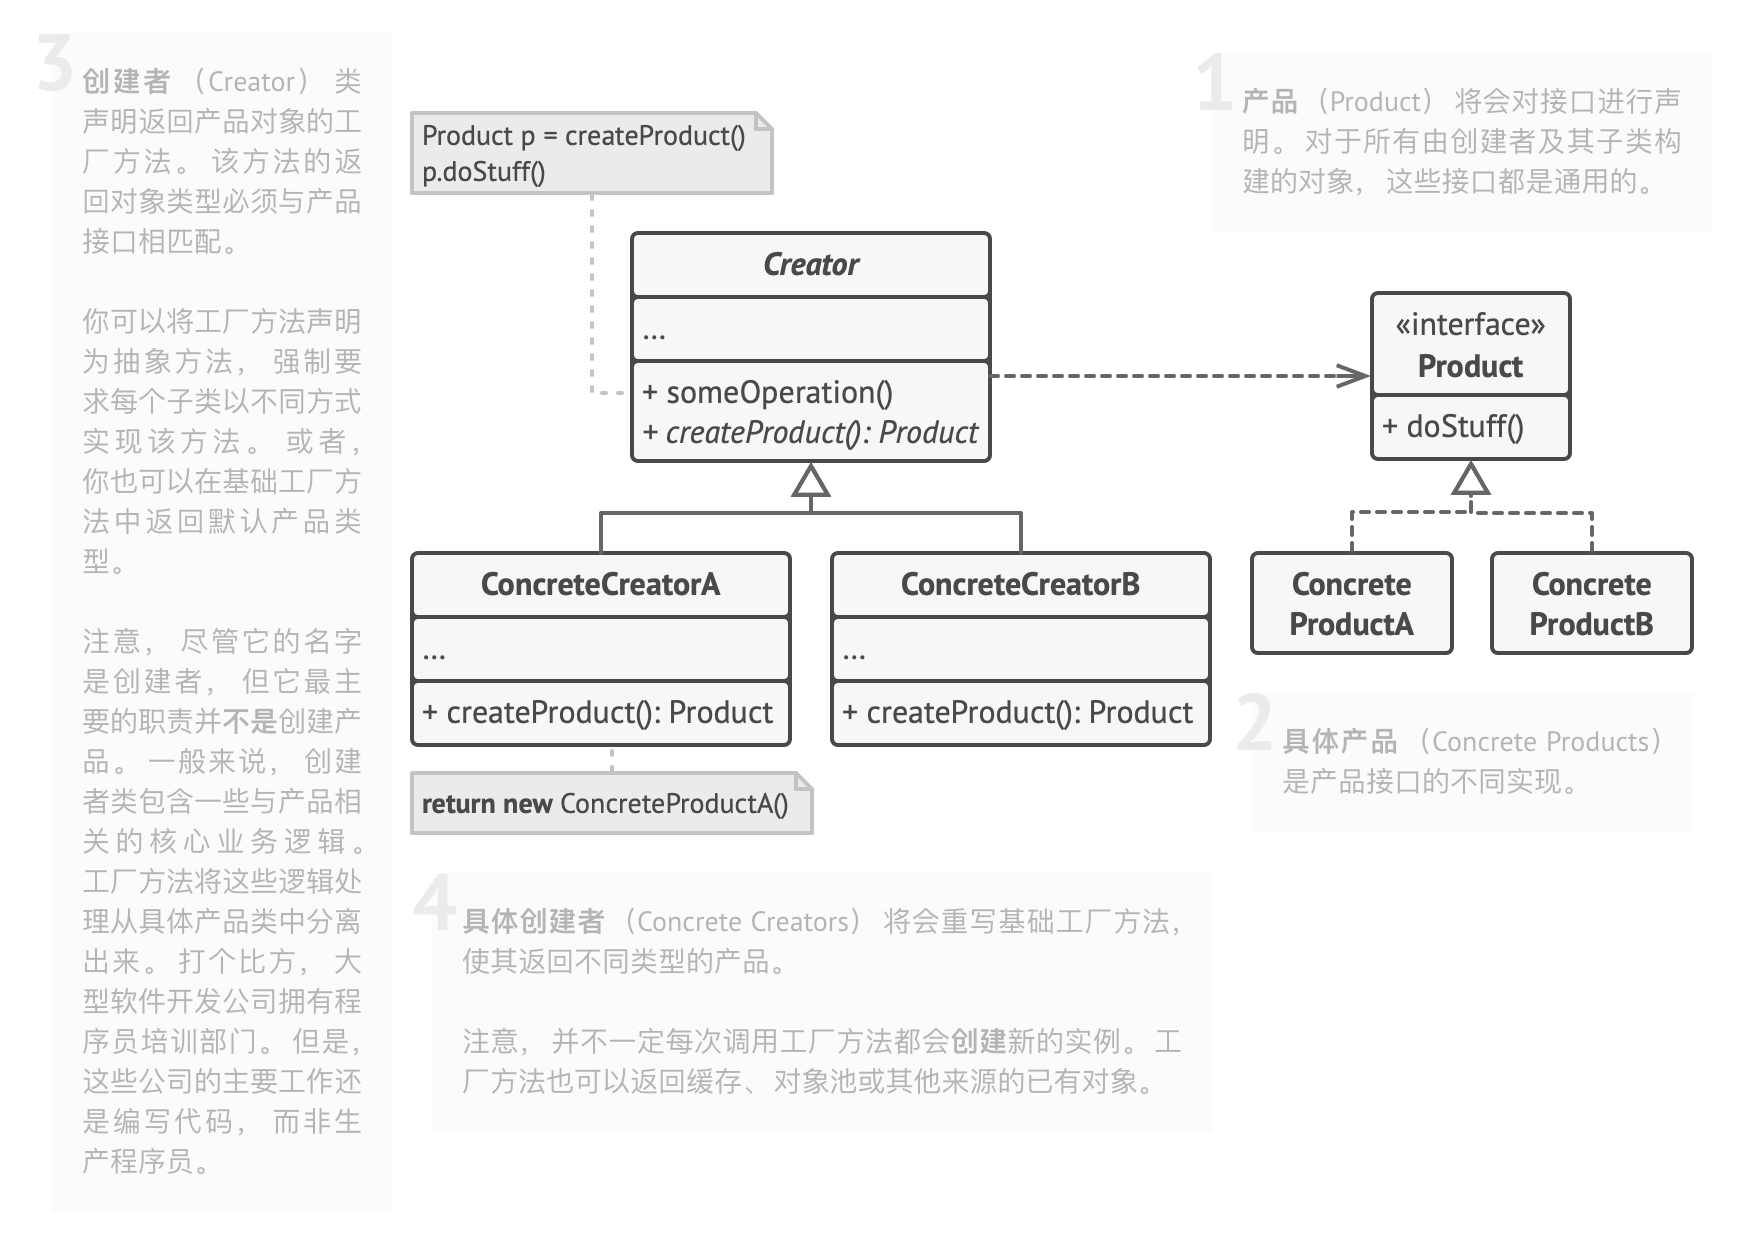 3
创建者 （Creator） 类
声明返回产品对象的工
厂方法。 该方法的返
回对象类型必须与产品
接口相匹配。
你可以将工厂方法声明
为抽象方法， 强制要
求每个子类以不同方式
实现该方法。 或者，
你也可以在基础工厂方
法中返回默认产品类
型。
注意， 尽管它的名字
是创建者， 但它最主
要的职责并不是创建产
品。 一般来说， 创建
者类包含一些与产品相
关的核心业务逻辑。
工厂方法将这些逻辑处
理从具体产品类中分离
出来。 打个比方， 大
型软件开发公司拥有程
序员培训部门。 但是，
这些公司的主要工作还
是编写代码， 而非生
产程序员。
Product p = createProduct()
p.doStuff()
Creator
...
+ someOperation()
+ createProduct(): Product
ConcreteCreatorA
...
+ createProduct(): Product
return new ConcreteProductA()
ConcreteCreatorB
...
+ createProduct(): Product
1
产品 （Product） 将会对接口进行声
明。 对于所有由创建者及其子类构
建的对象， 这些接口都是通用的。
«interface»
Product
+ doStuff()
Concrete
ProductA
Concrete
ProductB
2
具体产品 （Concrete Products）
是产品接口的不同实现。
4
具体创建者 （Concrete Creators） 将会重写基础工厂方法，
使其返回不同类型的产品。
注意， 并不一定每次调用工厂方法都会创建新的实例。 工
厂方法也可以返回缓存、 对象池或其他来源的已有对象。